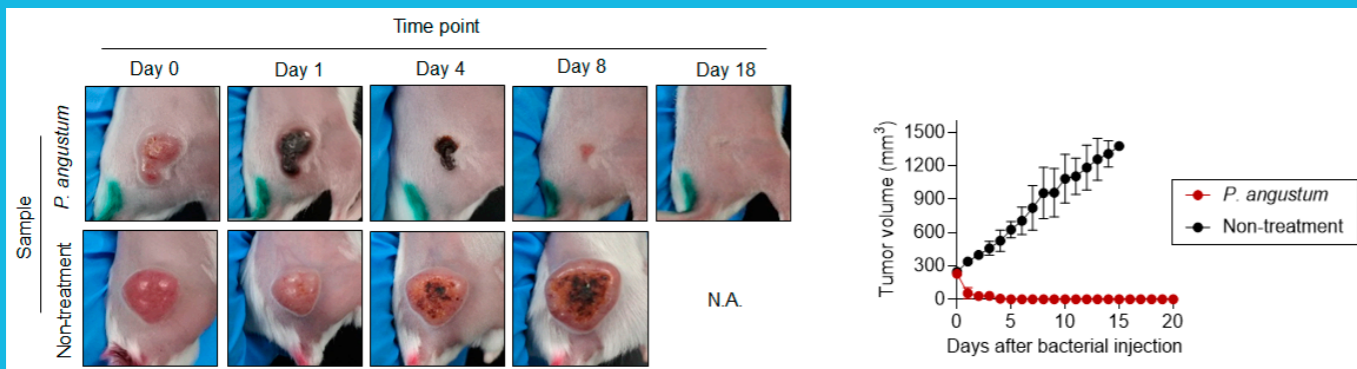 Time point
Day 0 Day 1 Day 4 Day 8 Day 18
Sample
P. angustum
Non-treatment
N.A.
Tumor volume (mm³)
1500
1200
900
600
300
0
0 5 10 15 20
Days after bacterial injection
P. angustum
Non-treatment